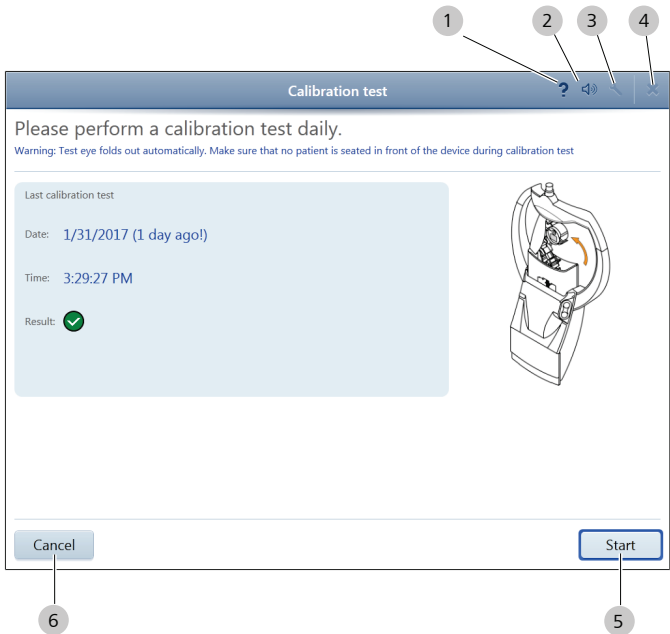 1 2 3 4
Calibration test ?
Please perform a calibration test daily.
Warning: Test eye folds out automatically. Make sure that no patient is seated in front of the device during calibration test
Last calibration test
Date: 1/31/2017 (1 day ago!)
Time: 3:29:27 PM
Result:
Cancel Start
6 5